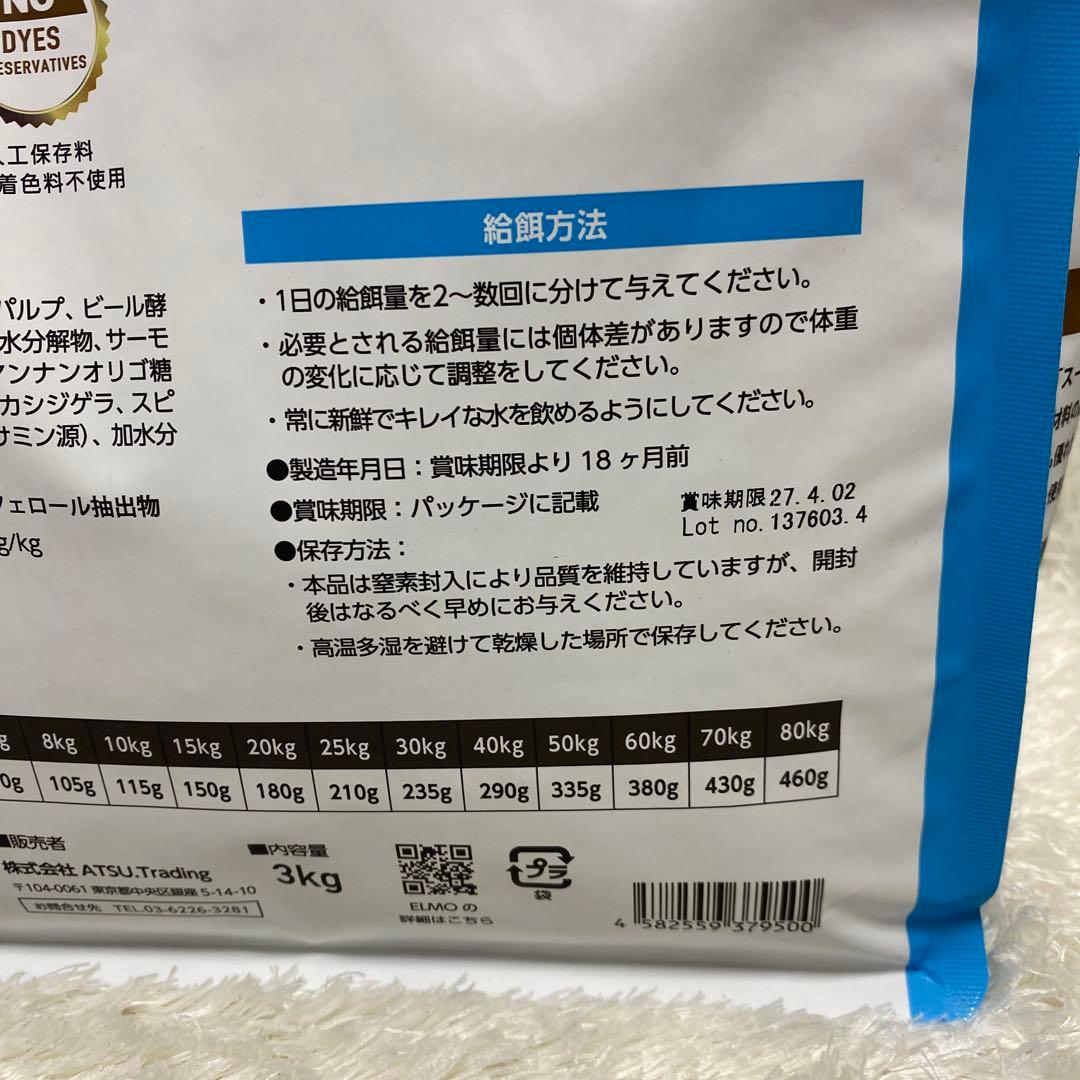 NO
DYES
ESERVATIVES
人工保存料
着色料不使用
パルプ、ビール酵
水分解物、サーモ
マンナンオリゴ糖
カシジゲラ、スピ
サミン源)、加水分
フェロール抽出物
g/kg
給餌方法
・1日の給餌量を2〜数回に分けて与えてください。
・必要とされる給餌量には個体差がありますので体重
の変化に応じて調整をしてください。
・常に新鮮でキレイな水を飲めるようにしてください。
●製造年月日：賞味期限より 18 ヶ月前
●賞味期限：パッケージに記載
賞味期限27.4.02
Lot no.137603.4
●保存方法：
・本品は窒素封入により品質を維持していますが、開封
後はなるべく早めにお与えください。
・高温多湿を避けて乾燥した場所で保存してください。
g 8kg 10kg 15kg 20kg 25kg 30kg 40kg 50kg 60kg 70kg 80kg
0g 105g 115g 150g 180g 210g 235g 290g 335g 380g 430g 460g
■販売者
株式会社 ATSU.Trading
〒104-0061 東京都中央区銀座 5-14-10
お問合せ先 TEL.03-6226-3281
■内容量
3kg
ELMO の
詳細はこちら
プラ
袋
4 582559 379500
「スー
材料の